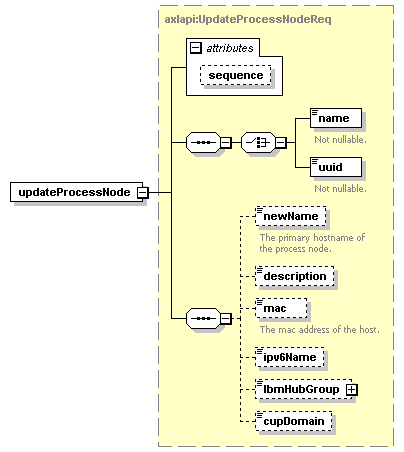 axlapi:UpdateProcessNodeReq
attributes
sequence
name
Not nullable.
uuid
Not nullable.
updateProcessNode
newName
The primary hostname of
the process node.
description
mac
The mac address of the host.
ipv6Name
lbmHubGroup
cupDomain